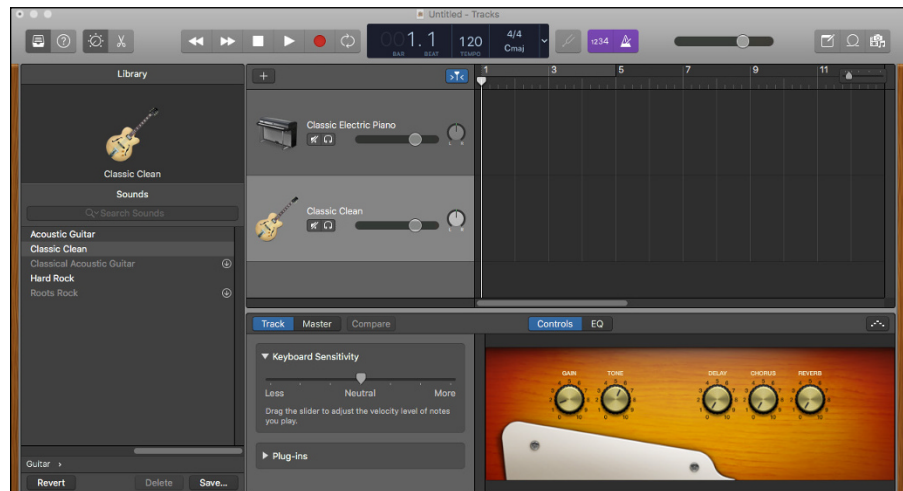 Untitled - Tracks
001.1
BAR BEAT
120
TEMPO
4/4
Cmaj
1234
Library
Classic Clean
Sounds
Search Sounds
Acoustic Guitar
Classic Clean
Classical Acoustic Guitar
Hard Rock
Roots Rock
Guitar ›
Revert Delete Save...
+
1 3 5 7 9 11
Classic Electric Piano
L R
Classic Clean
L R
Track Master Compare
Controls EQ
Keyboard Sensitivity
Less Neutral More
Drag the slider to adjust the velocity level of notes
you play.
Plug-ins
GAIN TONE DELAY CHORUS REVERB